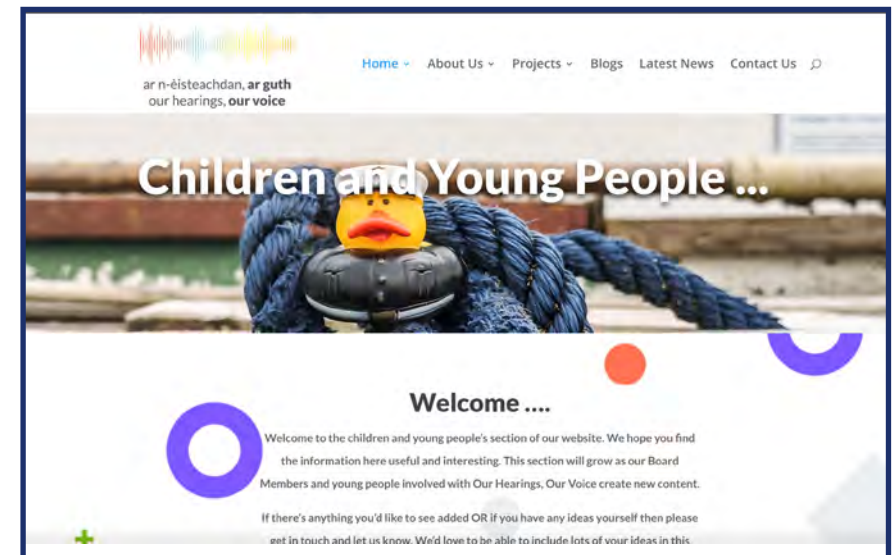 ar n-èisteachdan, ar guth
our hearings, our voice
Home About Us Projects Blogs Latest News Contact Us
Children and Young People ...
Welcome ....
Welcome to the children and young people's section of our website. We hope you find
the information here useful and interesting. This section will grow as our Board
Members and young people involved with Our Hearings, Our Voice create new content.
If there's anything you'd like to see added OR if you have any ideas yourself then please
get in touch and let us know. We'd love to be able to include lots of your ideas in this